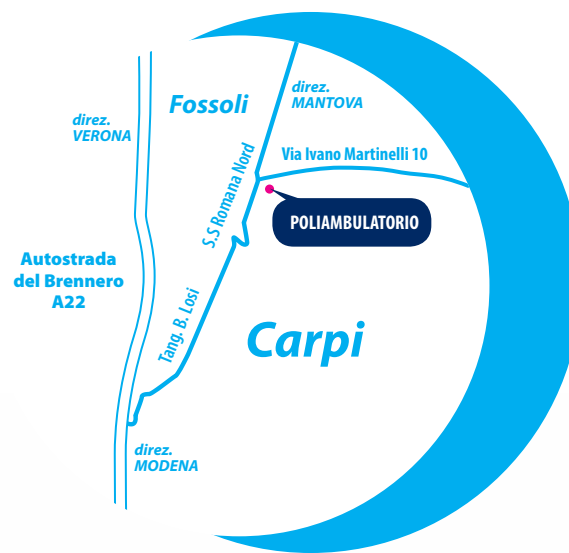 direz.
MANTOVA
Fossoli
direz.
VERONA
Via Ivano Martinelli 10
S.S Romana Nord
POLIAMBULATORIO
Autostrada
del Brennero
A22
Tang. B. Losi
Carpi
direz.
MODENA